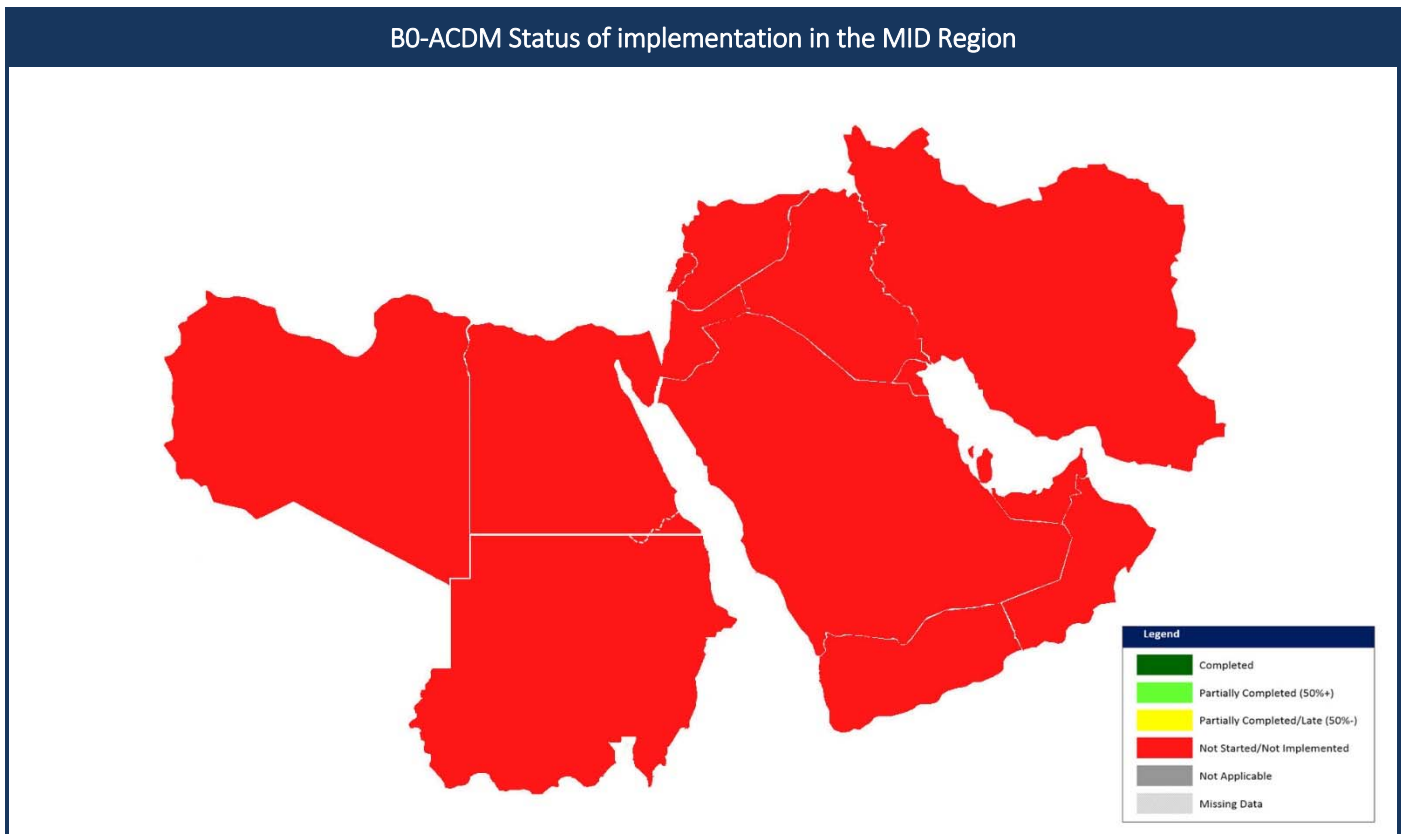 B0-ACDM Status of implementation in the MID Region
Legend
Completed
Partially Completed (50%+)
Partially Completed/Late (50%-)
Not Started/Not Implemented
Not Applicable
Missing Data